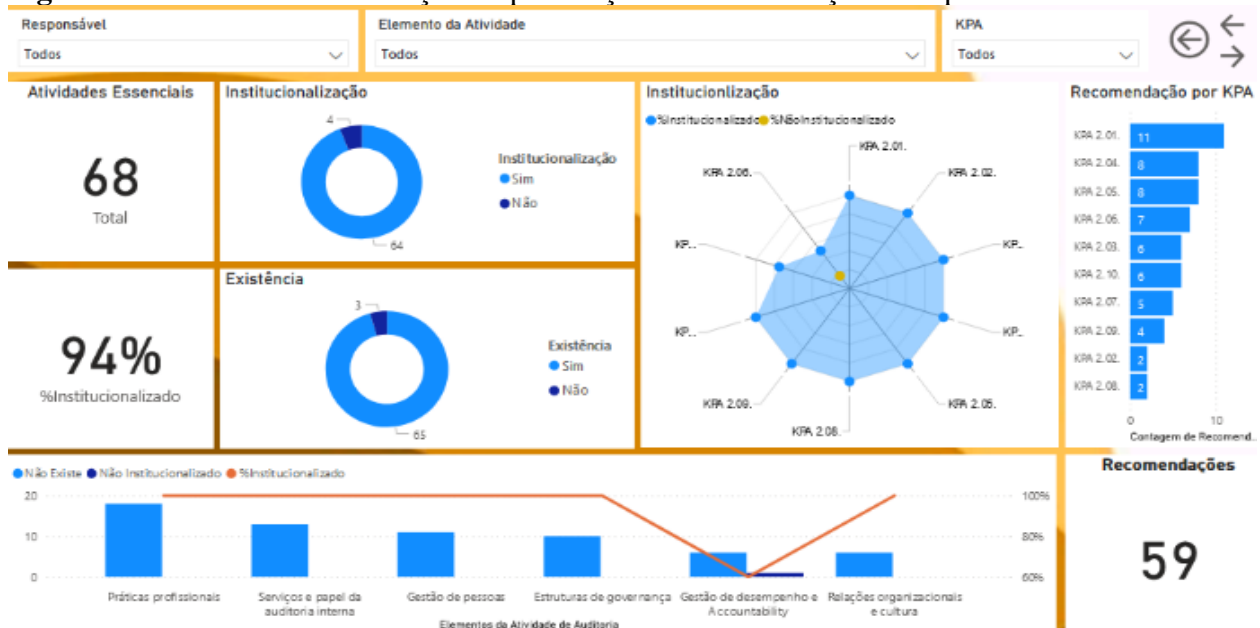 Responsável
Todos
Elemento da Atividade
Todos
KPA
Todos
Atividades Essenciais
68
Total
94%
%Institucionalizado
Institucionalização
4
64
Institucionalização
Sim
Não
Existência
3
65
Existência
Sim
Não
Institucionlização
%Institucionalizado %NãoInstitucionalizado
KPA 2.01.
KPA 2.02.
KP...
KP...
KPA 2.05.
KPA 2.08.
KPA 2.09.
KP...
KP...
KPA 2.06.
Recomendação por KPA
KPA 2.01. 11
KPA 2.04. 8
KPA 2.05. 8
KPA 2.06. 7
KPA 2.03. 6
KPA 2.10. 6
KPA 2.07. 5
KPA 2.09. 4
KPA 2.02. 2
KPA 2.08. 2
0 10
Contagem de Recomend...
Não Existe Não Institucionalizado %Institucionalizado
20 100%
10 80%
0 60%
Práticas profissionais
Serviços e papel da
auditoria interna
Gestão de pessoas
Estruturas de governança
Gestão de desempenho e
Accountability
Relações organizacionais
e cultura
Elementos da Atividade de Auditoria
Recomendações
59